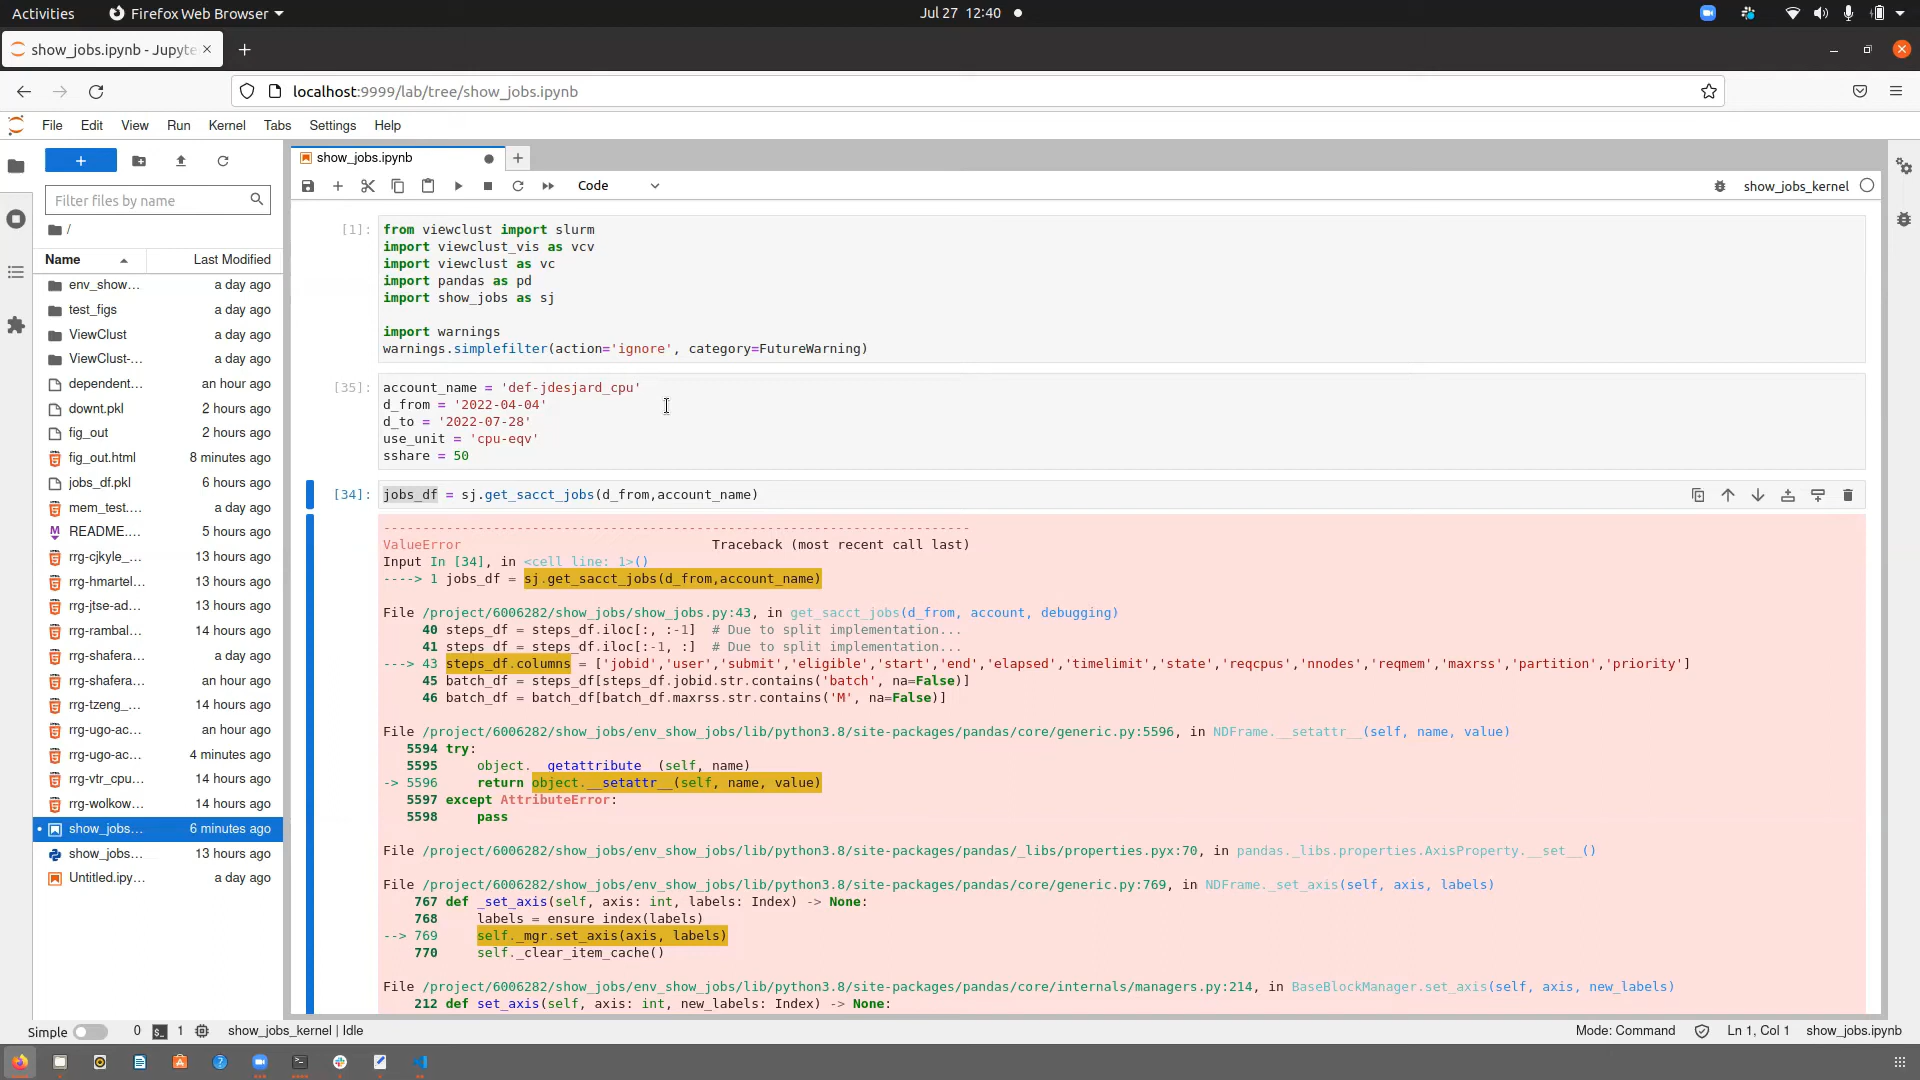 Activities Firefox Web Browser Jul 27 12:40
show_jobs.ipynb - Jupyte
localhost:9999/lab/tree/show_jobs.ipynb
File Edit View Run Kernel Tabs Settings Help
show_jobs.ipynb
Code show_jobs_kernel
Filter files by name
/
Name Last Modified
env_show... a day ago
test_figs a day ago
ViewClust a day ago
ViewClust-... a day ago
dependent... an hour ago
downt.pkl 2 hours ago
fig_out 2 hours ago
fig_out.html 8 minutes ago
jobs_df.pkl 6 hours ago
mem_test.... a day ago
README.... 5 hours ago
rrg-cjkyle_... 13 hours ago
rrg-hmartel... 13 hours ago
rrg-jtse-ad... 13 hours ago
rrg-rambal... 14 hours ago
rrg-shafera... a day ago
rrg-shafera... a day ago
rrg-tzeng_... 14 hours ago
rrg-ugo-ac... an hour ago
rrg-ugo-ac... 4 minutes ago
rrg-vtr_cpu... 14 hours ago
rrg-wolkow... 14 hours ago
show_jobs... 6 minutes ago
show_jobs... 13 hours ago
Untitled.ipy... a day ago
[1]: from viewclust import slurm
import viewclust_vis as vcv
import viewclust as vc
import pandas as pd
import show_jobs as sj
import warnings
warnings.simplefilter(action='ignore', category=FutureWarning)
[35]: account_name = 'def-jdesjard_cpu'
d_from = '2022-04-04'
d_to = '2022-07-28'
use_unit = 'cpu-eqv'
sshare = 50
[34]: jobs_df = sj.get_sacct_jobs(d_from,account_name)
---------------------------------------------------------------------------
ValueError Traceback (most recent call last)
Input In [34], in <cell line: 1>()
----> 1 jobs_df = sj.get_sacct_jobs(d_from,account_name)
File /project/6006282/show_jobs/show_jobs.py:43, in get_sacct_jobs(d_from, account, debugging)
40 steps_df = steps_df.iloc[:, :-1] # Due to split implementation...
41 steps_df = steps_df.iloc[:-1, :] # Due to split implementation...
---> 43 steps_df.columns = ['jobid','user','submit','eligible','start','end','elapsed','timelimit','state','reqcpus','nnodes','reqmem','maxrss','partition','priority']
45 batch_df = steps_df[steps_df.jobid.str.contains('batch', na=False)]
46 batch_df = batch_df[batch_df.maxrss.str.contains('M', na=False)]
File /project/6006282/show_jobs/env_show_jobs/lib/python3.8/site-packages/pandas/core/generic.py:5596, in NDFrame.__setattr__(self, name, value)
5594 try:
5595 object.__getattribute__(self, name)
-> 5596 return object.__setattr__(self, name, value)
5597 except AttributeError:
5598 pass
File /project/6006282/show_jobs/env_show_jobs/lib/python3.8/site-packages/pandas/_libs/properties.pyx:70, in pandas._libs.properties.AxisProperty.__set__()
File /project/6006282/show_jobs/env_show_jobs/lib/python3.8/site-packages/pandas/core/generic.py:769, in NDFrame._set_axis(self, axis, labels)
767 def _set_axis(self, axis: int, labels: Index) -> None:
768 labels = ensure_index(labels)
--> 769 self._mgr.set_axis(axis, labels)
770 self._clear_item_cache()
File /project/6006282/show_jobs/env_show_jobs/lib/python3.8/site-packages/pandas/core/internals/managers.py:214, in BaseBlockManager.set_axis(self, axis, new_labels)
212 def set_axis(self, axis: int, new_labels: Index) -> None:
Simple 0 1 show_jobs_kernel | Idle Mode: Command Ln 1, Col 1 show_jobs.ipynb